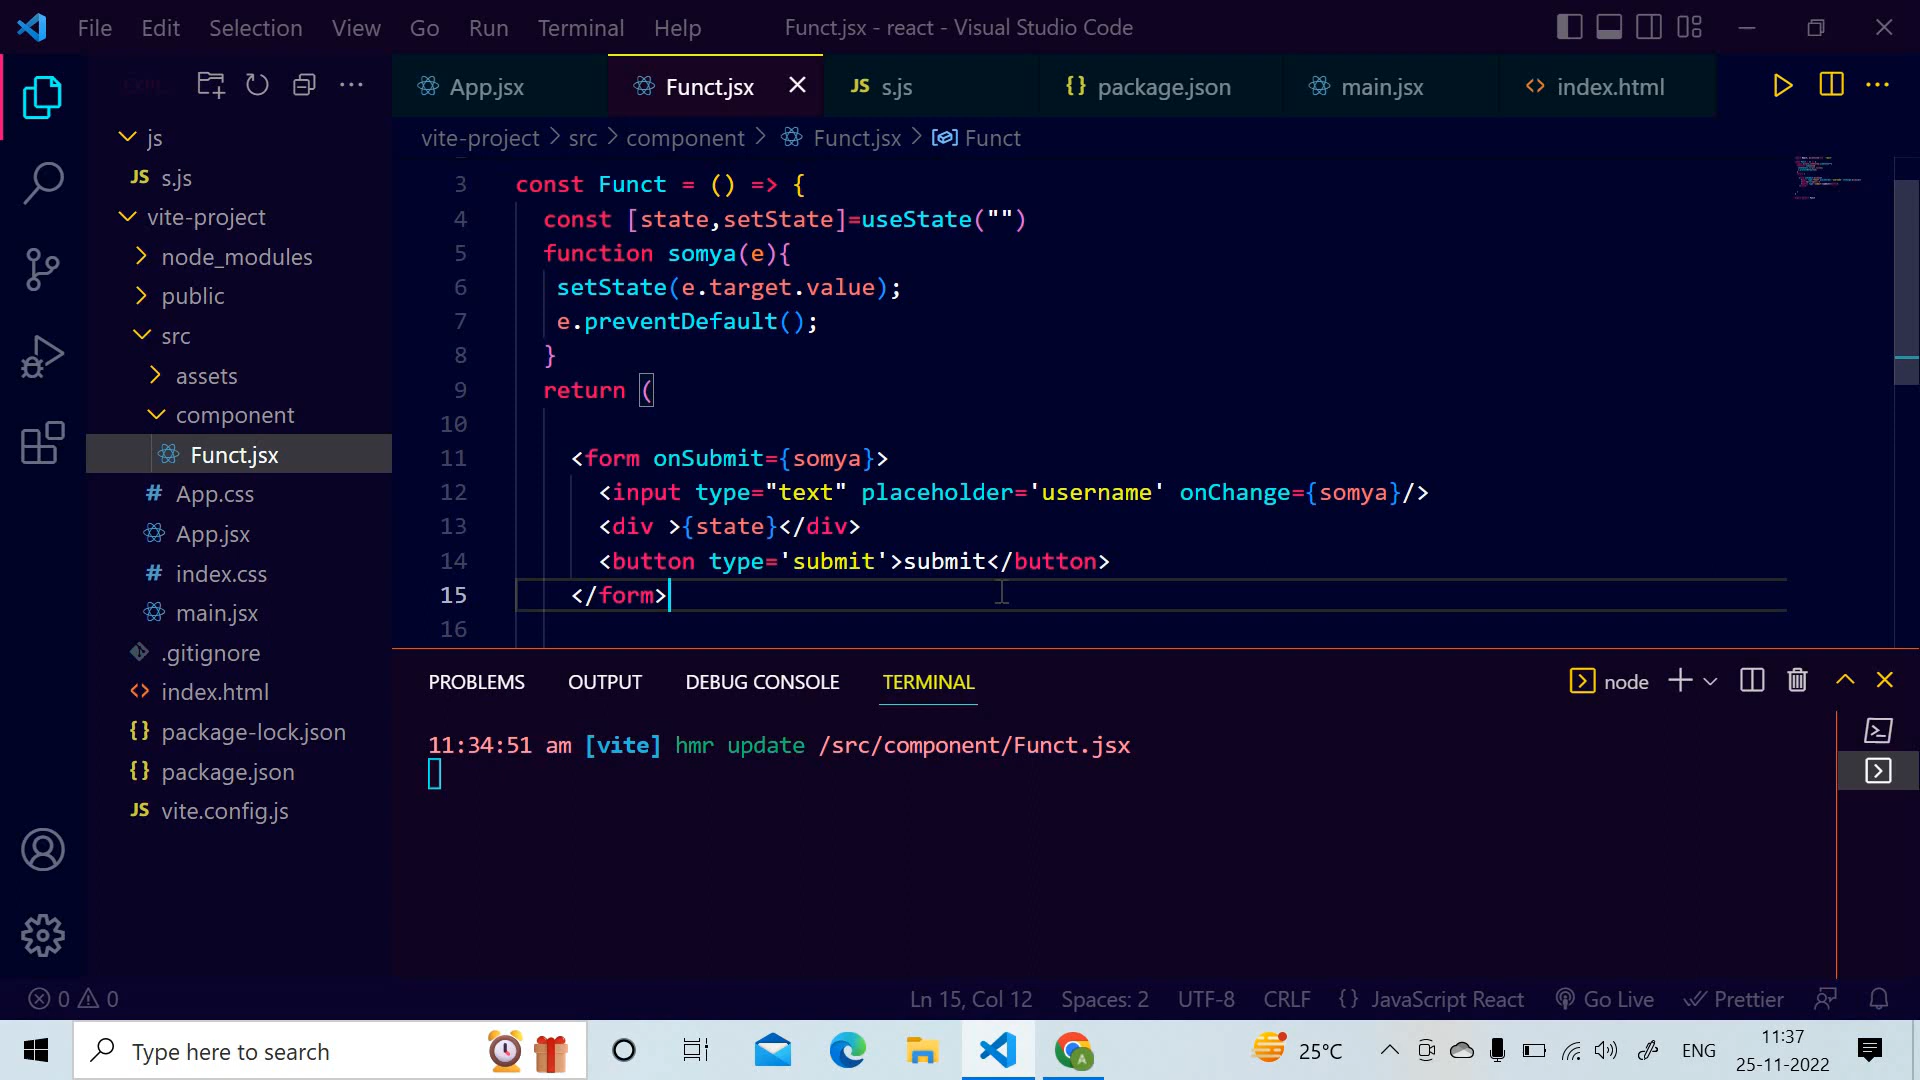 File Edit Selection View Go Run Terminal Help Funct.jsx - react - Visual Studio Code
App.jsx Funct.jsx JS s.js {} package.json main.jsx <> index.html
vite-project > src > component > Funct.jsx > Funct
js
JS s.js
vite-project
node_modules
public
src
assets
component
Funct.jsx
# App.css
App.jsx
# index.css
main.jsx
.gitignore
<> index.html
{} package-lock.json
{} package.json
JS vite.config.js
3 const Funct = () => {
4 const [state,setState]=useState("")
5 function somya(e){
6 setState(e.target.value);
7 e.preventDefault();
8 }
9 return (
10
11 <form onSubmit={somya}>
12 <input type="text" placeholder='username' onChange={somya}/>
13 <div >{state}</div>
14 <button type='submit'>submit</button>
15 </form>
16
PROBLEMS OUTPUT DEBUG CONSOLE TERMINAL node
11:34:51 am [vite] hmr update /src/component/Funct.jsx
0 0 Ln 15, Col 12 Spaces: 2 UTF-8 CRLF {} JavaScript React Go Live Prettier
Type here to search 25°C ENG 11:37
25-11-2022